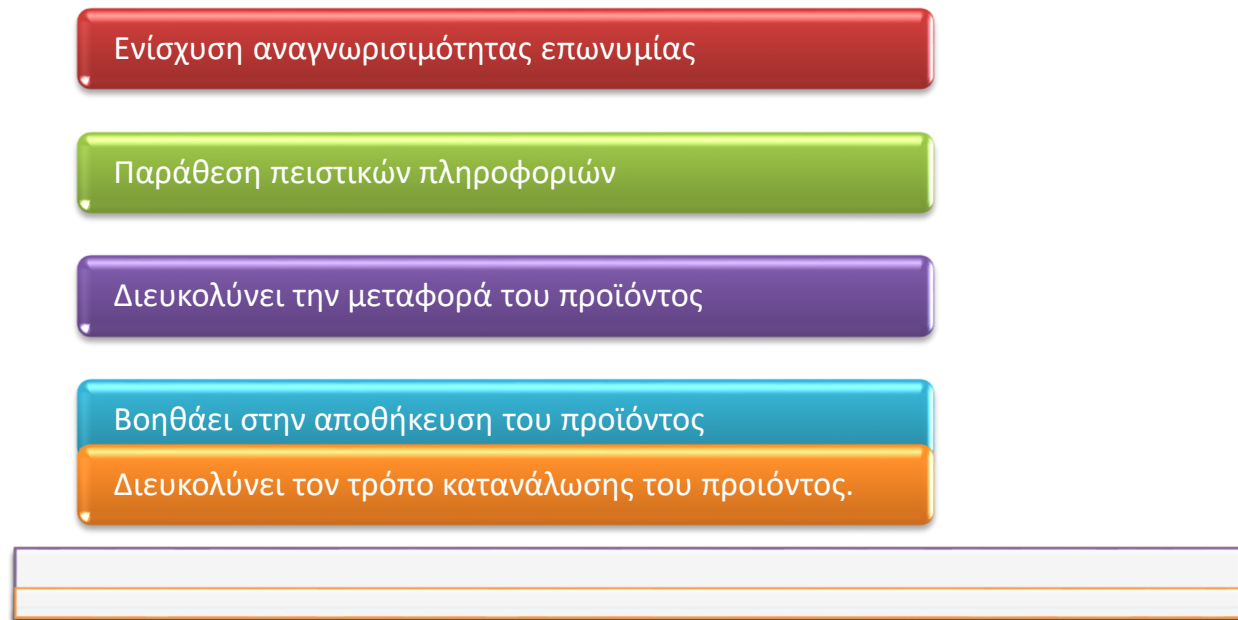 Ενίσχυση αναγνωρισιμότητας επωνυμίας
Παράθεση πειστικών πληροφοριών
Διευκολύνει την μεταφορά του προϊόντος
Βοηθάει στην αποθήκευση του προϊόντος
Διευκολύνει τον τρόπο κατανάλωσης του προιόντος.